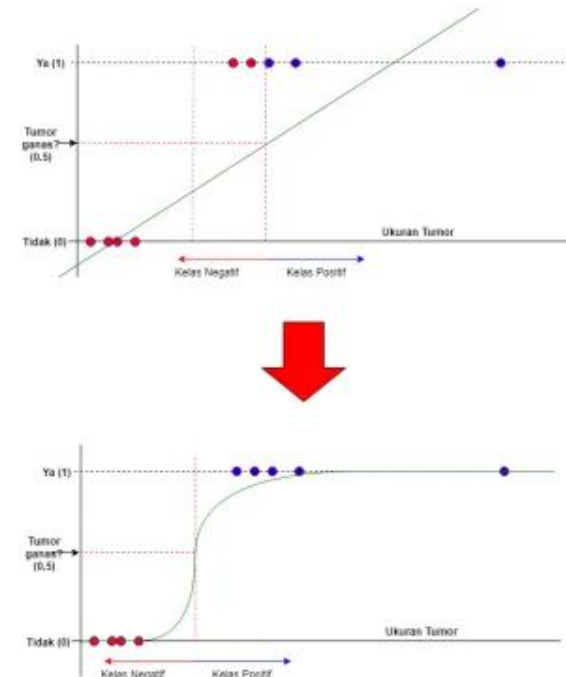 Ya (1)
Tumor
ganas?
(0.5)
Tidak (0)
Ukuran Tumor
Kelas Negatif
Kelas Positif
Ya (1)
Tumor
ganas?
(0.5)
Tidak (0)
Ukuran Tumor
Kelas Negatif
Kelas Positif